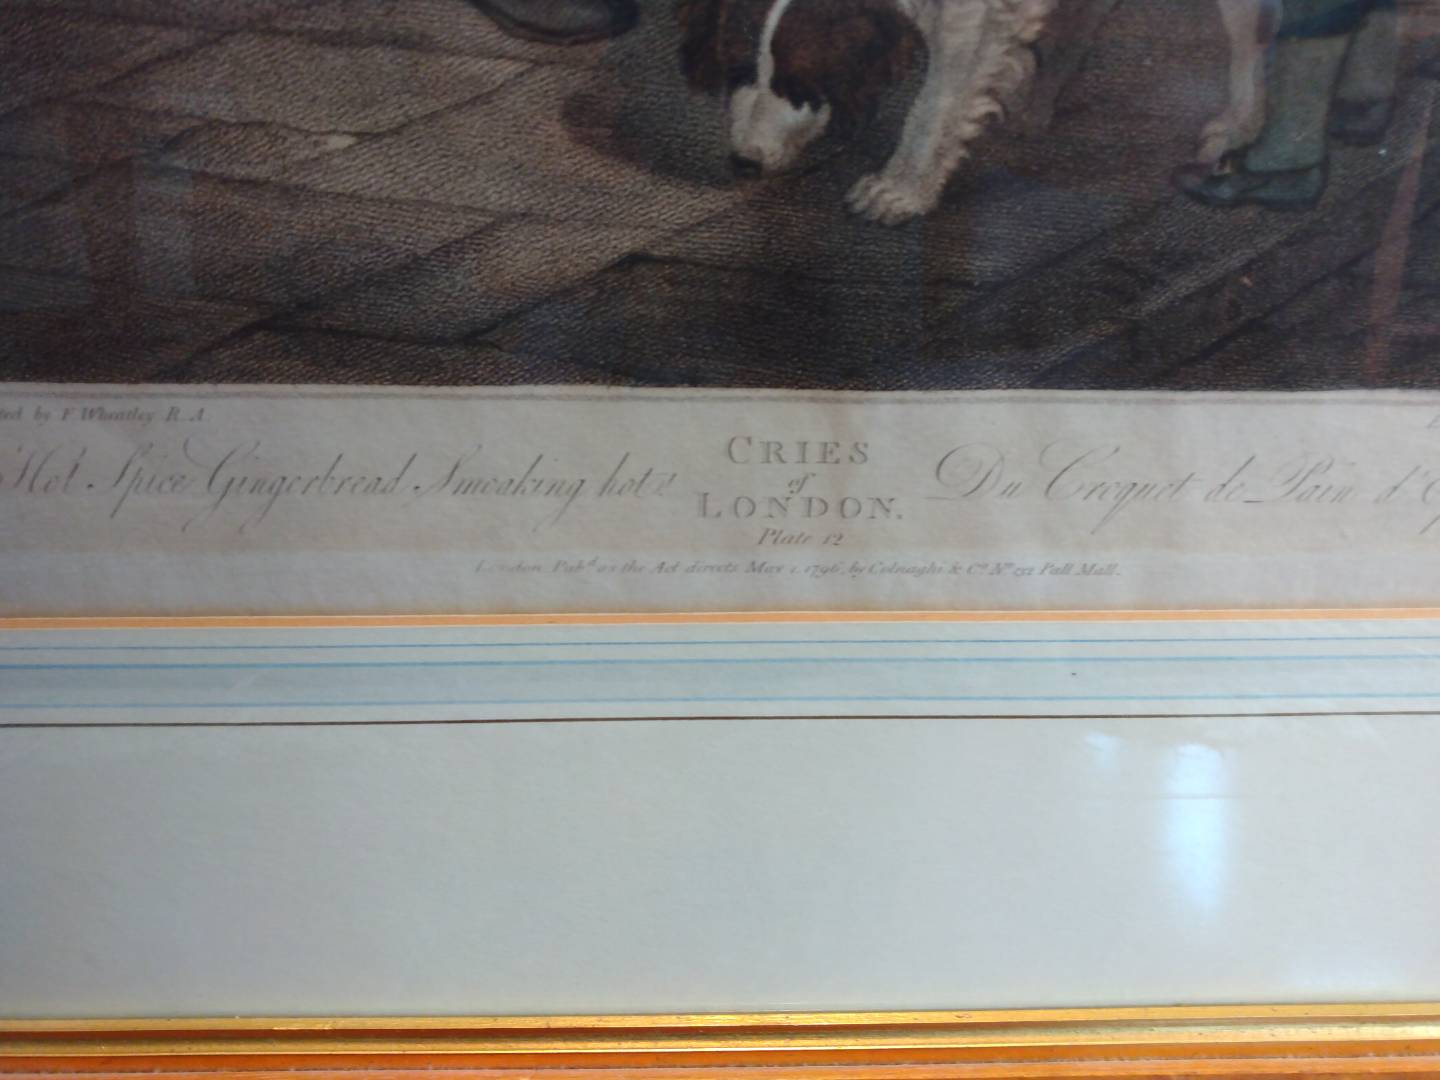 ted by F. Wheatley R.A.
Hot Spice Gingerbread Smoaking hot!
CRIES
of
LONDON.
Plate 12
Du Croquet de Pain d'
London Pub.d as the Act directs May 1. 1796, by Colnaghi & Co. No. 132 Pall Mall.